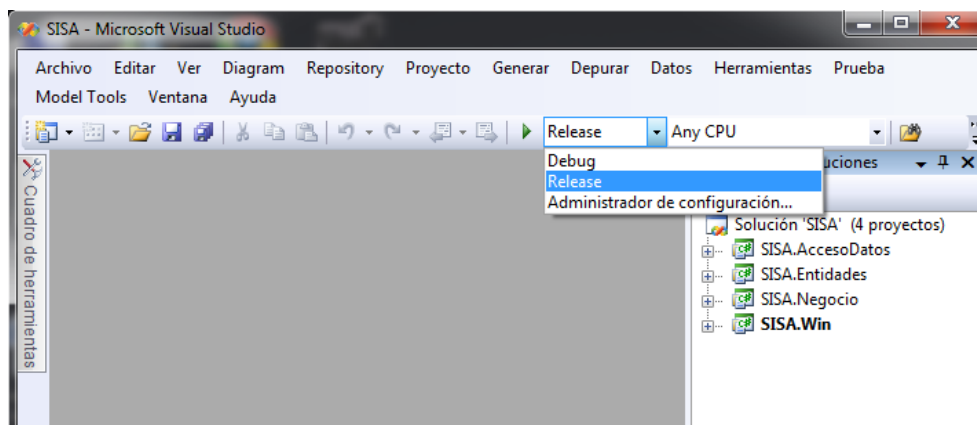 SISA - Microsoft Visual Studio
Archivo Editar Ver Diagram Repository Proyecto Generar Depurar Datos Herramientas Prueba
Model Tools Ventana Ayuda
Release Any CPU
Debug
Release
Administrador de configuración...
uciones
Solución 'SISA' (4 proyectos)
SISA.AccesoDatos
SISA.Entidades
SISA.Negocio
SISA.Win
Cuadro de herramientas